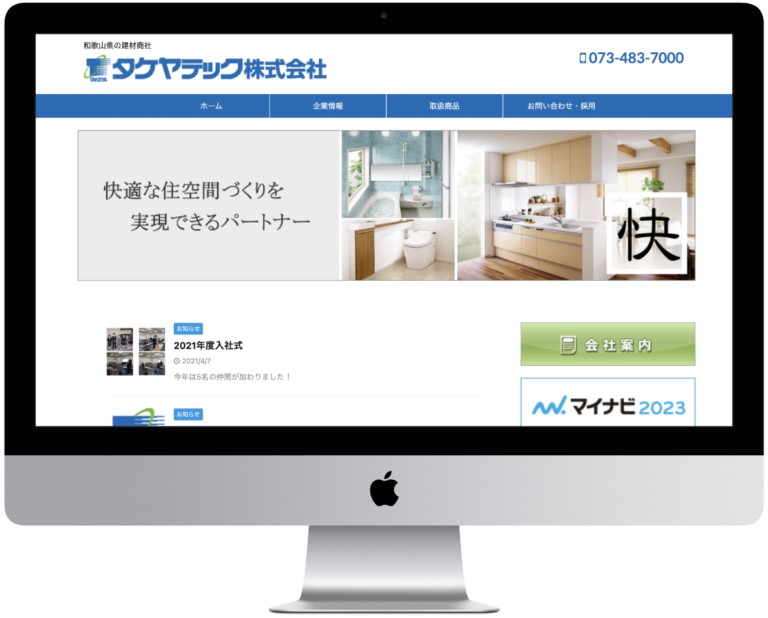 和歌山県の建材商社
TAKEYA
タケヤテック株式会社
073-483-7000
ホーム
企業情報
取扱商品
お問い合わせ・採用
快適な住空間づくりを
実現できるパートナー
快
お知らせ
2021年度入社式
2021/4/7
今年は5名の仲間が加わりました！
会社案内
マイナビ2023
お知らせ